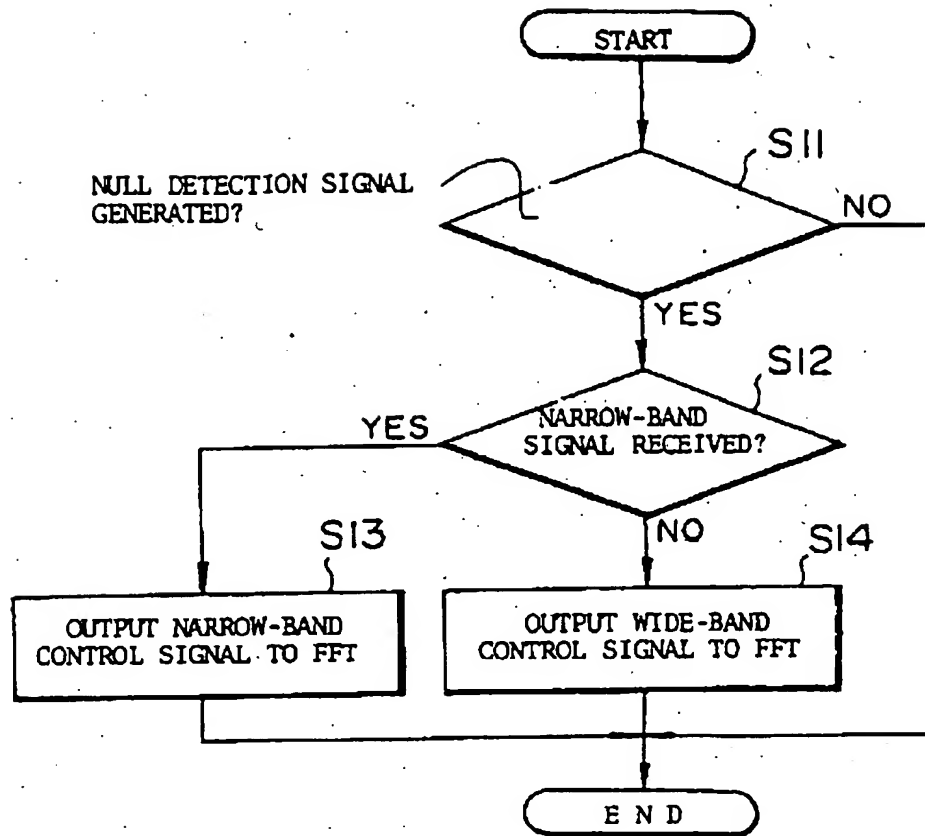 START
S11
NULL DETECTION SIGNAL
GENERATED?
NO
YES
S12
NARROW-BAND
SIGNAL RECEIVED?
YES
NO
S13
S14
OUTPUT NARROW-BAND
CONTROL SIGNAL TO FFT
OUTPUT WIDE-BAND
CONTROL SIGNAL TO FFT
END